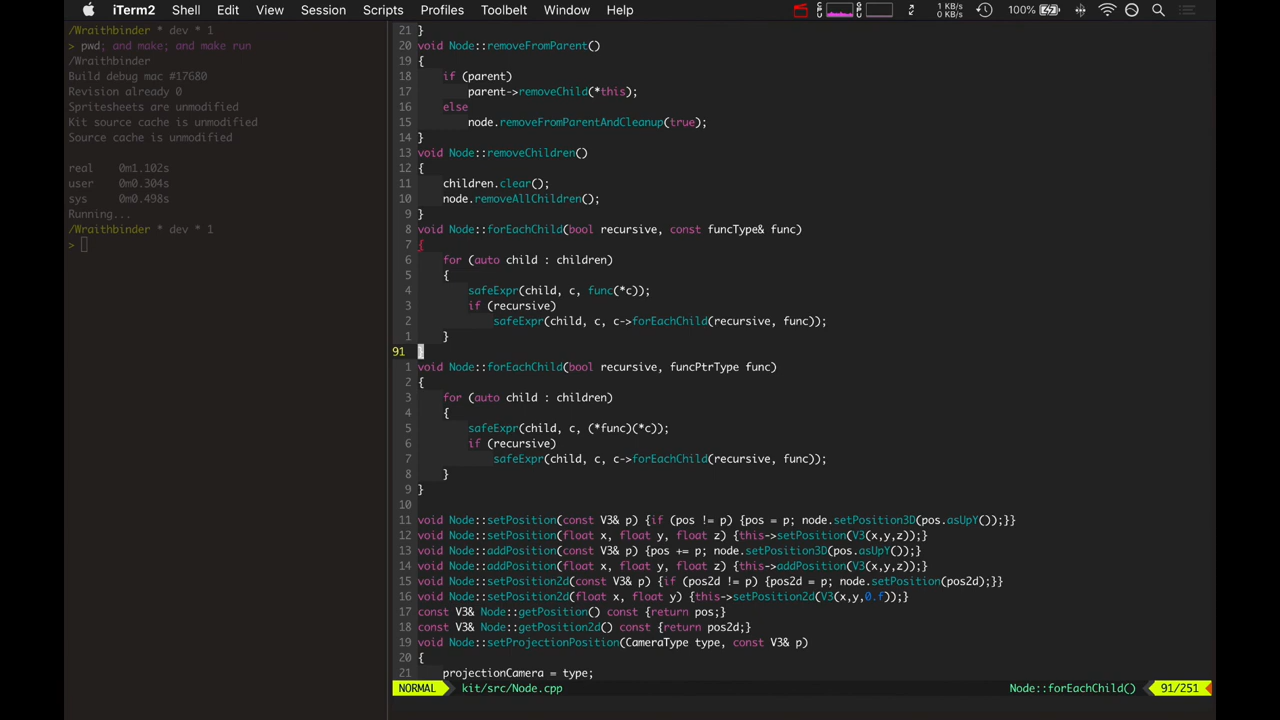 iTerm2 Shell Edit View Session Scripts Profiles Toolbelt Window Help 1 KB/s 0 KB/s 100%
/Wraithbinder * dev * 1
> pwd; and make; and make run
/Wraithbinder
Build debug mac #17680
Revision already 0
Spritesheets are unmodified
Kit source cache is unmodified
Source cache is unmodified
real 0m1.102s
user 0m0.304s
sys 0m0.498s
Running...
/Wraithbinder * dev * 1
>
21 }
20 void Node::removeFromParent()
19 {
18 if (parent)
17 parent->removeChild(*this);
16 else
15 node.removeFromParentAndCleanup(true);
14 }
13 void Node::removeChildren()
12 {
11 children.clear();
10 node.removeAllChildren();
9 }
8 void Node::forEachChild(bool recursive, const funcType& func)
7 {
6 for (auto child : children)
5 {
4 safeExpr(child, c, func(*c));
3 if (recursive)
2 safeExpr(child, c, c->forEachChild(recursive, func));
1 }
91 }
1 void Node::forEachChild(bool recursive, funcPtrType func)
2 {
3 for (auto child : children)
4 {
5 safeExpr(child, c, (*func)(*c));
6 if (recursive)
7 safeExpr(child, c, c->forEachChild(recursive, func));
8 }
9 }
10
11 void Node::setPosition(const V3& p) {if (pos != p) {pos = p; node.setPosition3D(pos.asUpY());}}
12 void Node::setPosition(float x, float y, float z) {this->setPosition(V3(x,y,z));}
13 void Node::addPosition(const V3& p) {pos += p; node.setPosition3D(pos.asUpY());}
14 void Node::addPosition(float x, float y, float z) {this->addPosition(V3(x,y,z));}
15 void Node::setPosition2d(const V3& p) {if (pos2d != p) {pos2d = p; node.setPosition(pos2d);}}
16 void Node::setPosition2d(float x, float y) {this->setPosition2d(V3(x,y,0.f));}
17 const V3& Node::getPosition() const {return pos;}
18 const V3& Node::getPosition2d() const {return pos2d;}
19 void Node::setProjectionPosition(CameraType type, const V3& p)
20 {
21 projectionCamera = type;
NORMAL kit/src/Node.cpp Node::forEachChild() 91/251